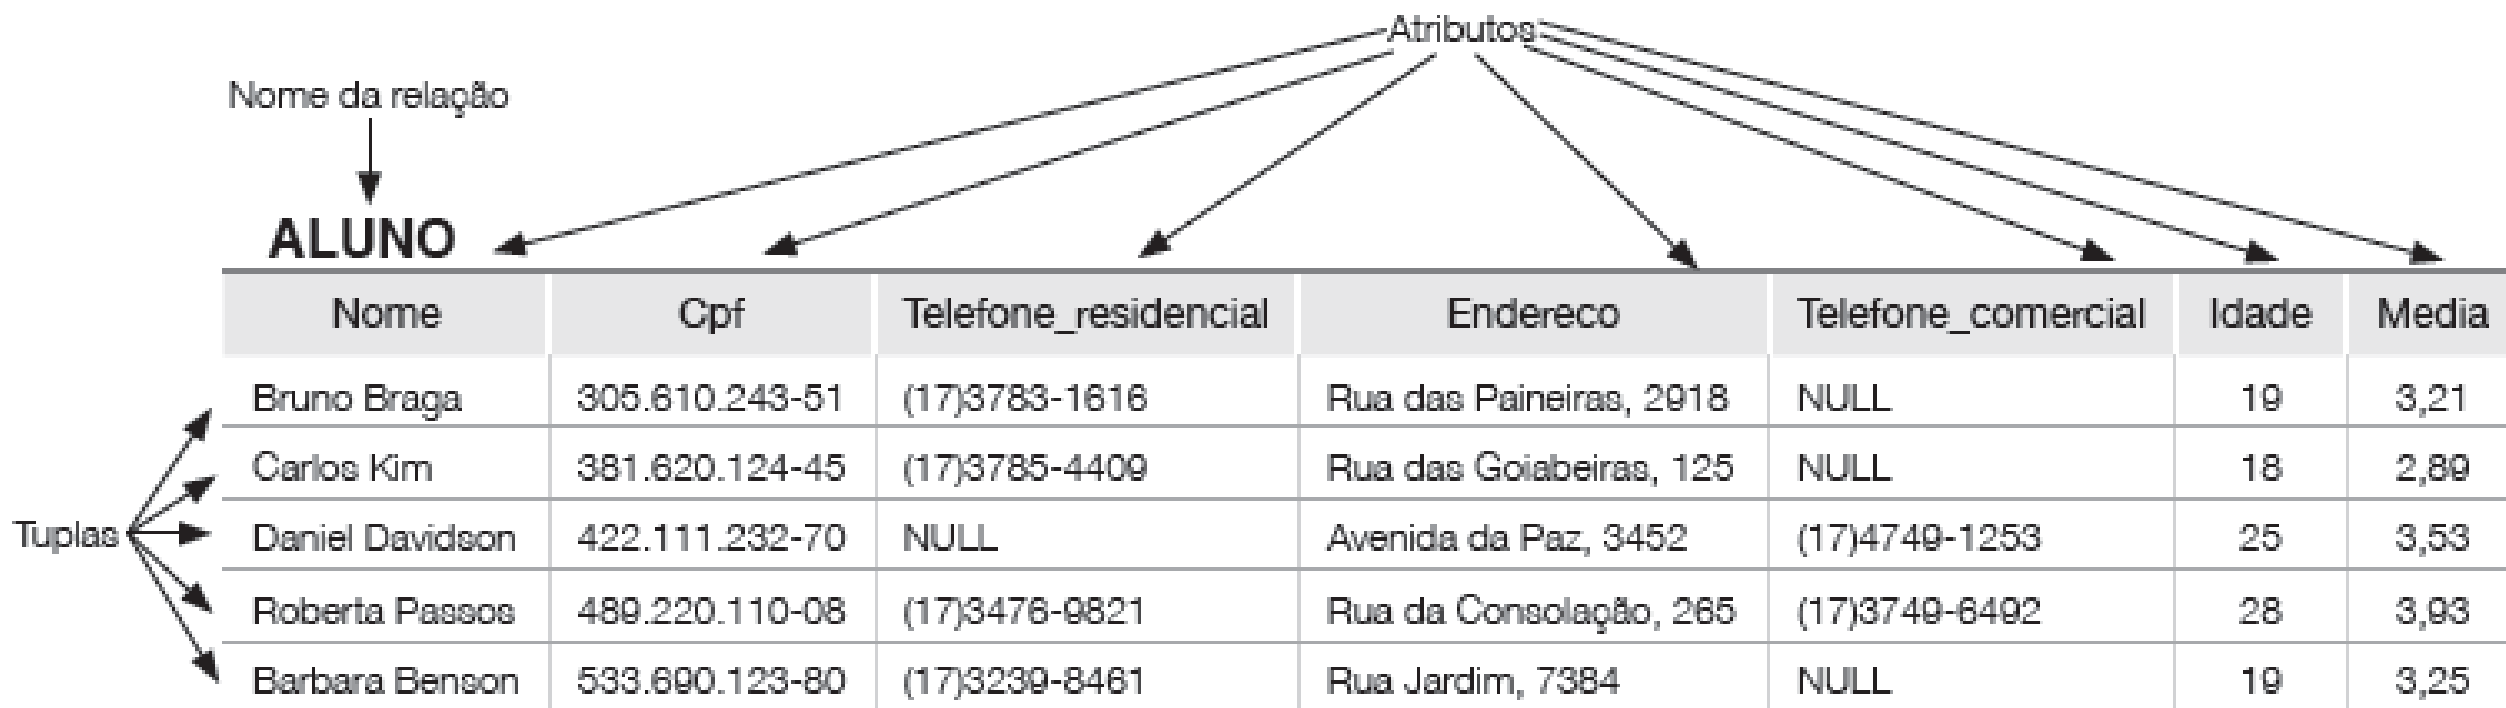 Atributos
Nome da relação
ALUNO
Nome Cpf Telefone_residencial Endereco Telefone_comercial Idade Media
Bruno Braga 305.610.243-51 (17)3783-1616 Rua das Paineiras, 2918 NULL 19 3,21
Carlos Kim 381.620.124-45 (17)3785-4409 Rua das Goiabeiras, 125 NULL 18 2,89
Tuplas Daniel Davidson 422.111.232-70 NULL Avenida da Paz, 3452 (17)4749-1253 25 3,53
Roberta Passos 489.220.110-08 (17)3476-9821 Rua da Consolação, 265 (17)3749-6492 28 3,93
Barbara Benson 533.690.123-80 (17)3239-8461 Rua Jardim, 7384 NULL 19 3,25